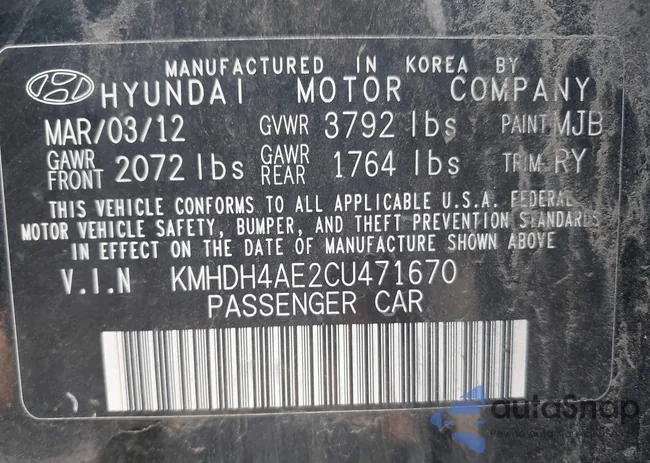 MANUFACTURED IN KOREA BY
HYUNDAI MOTOR COMPANY
MAR/03/12 GVWR 3792 lbs PAINT MJB
GAWR FRONT 2072 lbs GAWR REAR 1764 lbs TRIM RY
THIS VEHICLE CONFORMS TO ALL APPLICABLE U.S.A. FEDERAL
MOTOR VEHICLE SAFETY, BUMPER, AND THEFT PREVENTION STANDARDS
IN EFFECT ON THE DATE OF MANUFACTURE SHOWN ABOVE
V.I.N KMHDH4AE2CU471670
PASSENGER CAR
autoSnap